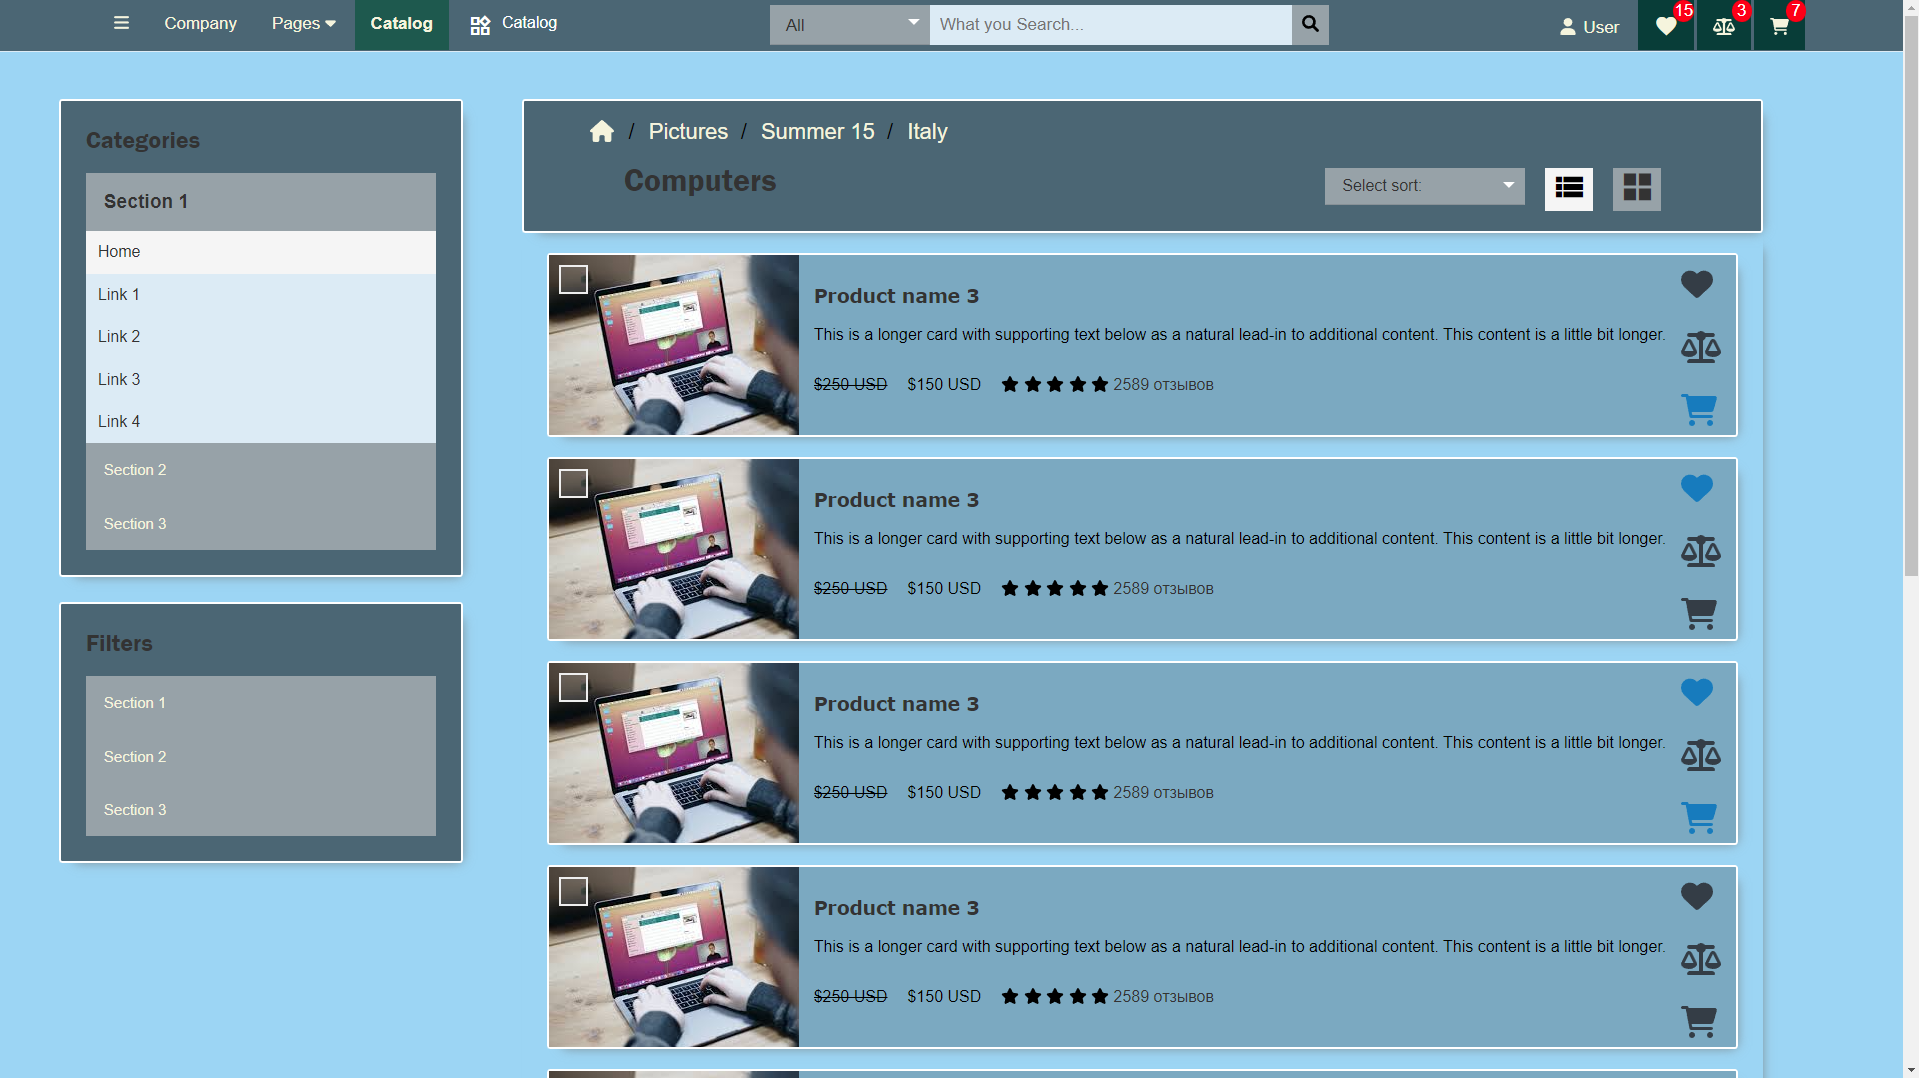 Company Pages Catalog Catalog All What you Search... User 15 3 7
Categories
Section 1
Home
Link 1
Link 2
Link 3
Link 4
Section 2
Section 3
Filters
Section 1
Section 2
Section 3
/ Pictures / Summer 15 / Italy
Computers
Select sort:
Product name 3
This is a longer card with supporting text below as a natural lead-in to additional content. This content is a little bit longer.
$250 USD $150 USD 2589 отзывов
Product name 3
This is a longer card with supporting text below as a natural lead-in to additional content. This content is a little bit longer.
$250 USD $150 USD 2589 отзывов
Product name 3
This is a longer card with supporting text below as a natural lead-in to additional content. This content is a little bit longer.
$250 USD $150 USD 2589 отзывов
Product name 3
This is a longer card with supporting text below as a natural lead-in to additional content. This content is a little bit longer.
$250 USD $150 USD 2589 отзывов